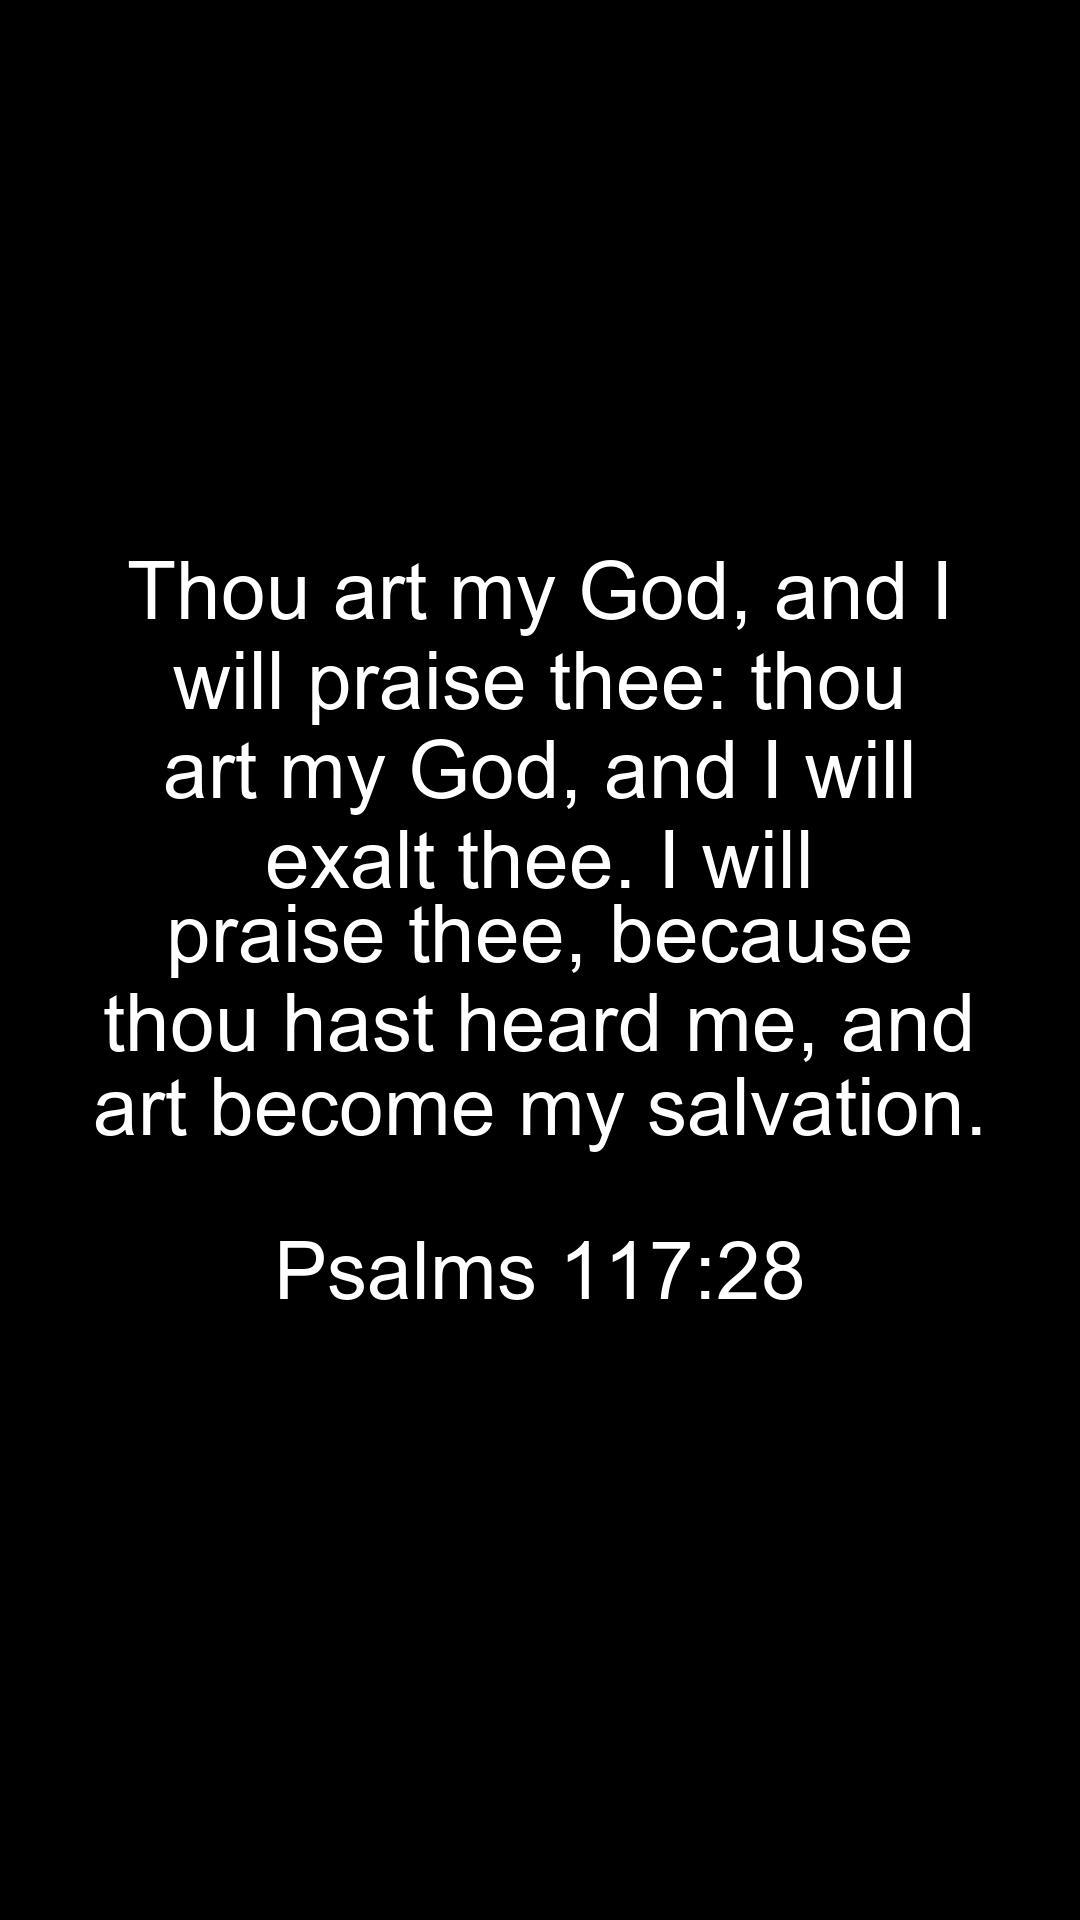 Thou art my God, and I
will praise thee: thou
art my God, and I will
exalt thee. I will
praise thee, because
thou hast heard me, and
art become my salvation.
Psalms 117:28